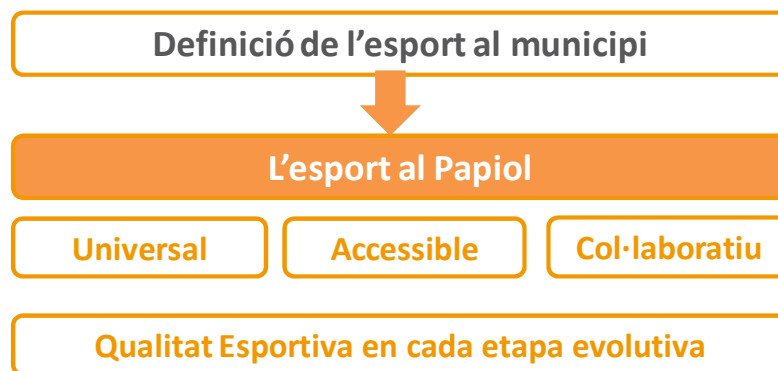 Definició de l'esport al municipi
L'esport al Papiol
Universal
Accessible
Col·laboratiu
Qualitat Esportiva en cada etapa evolutiva